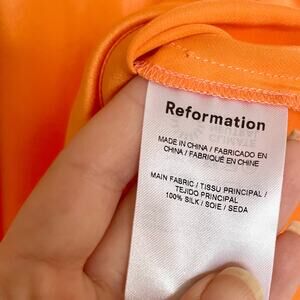 Reformation
MADE IN CHINA / FABRICADO EN
CHINA / FABRIQUÉ EN CHINE
MAIN FABRIC / TISSU PRINCIPAL /
TEJIDO PRINCIPAL
100% SILK / SOIE / SEDA